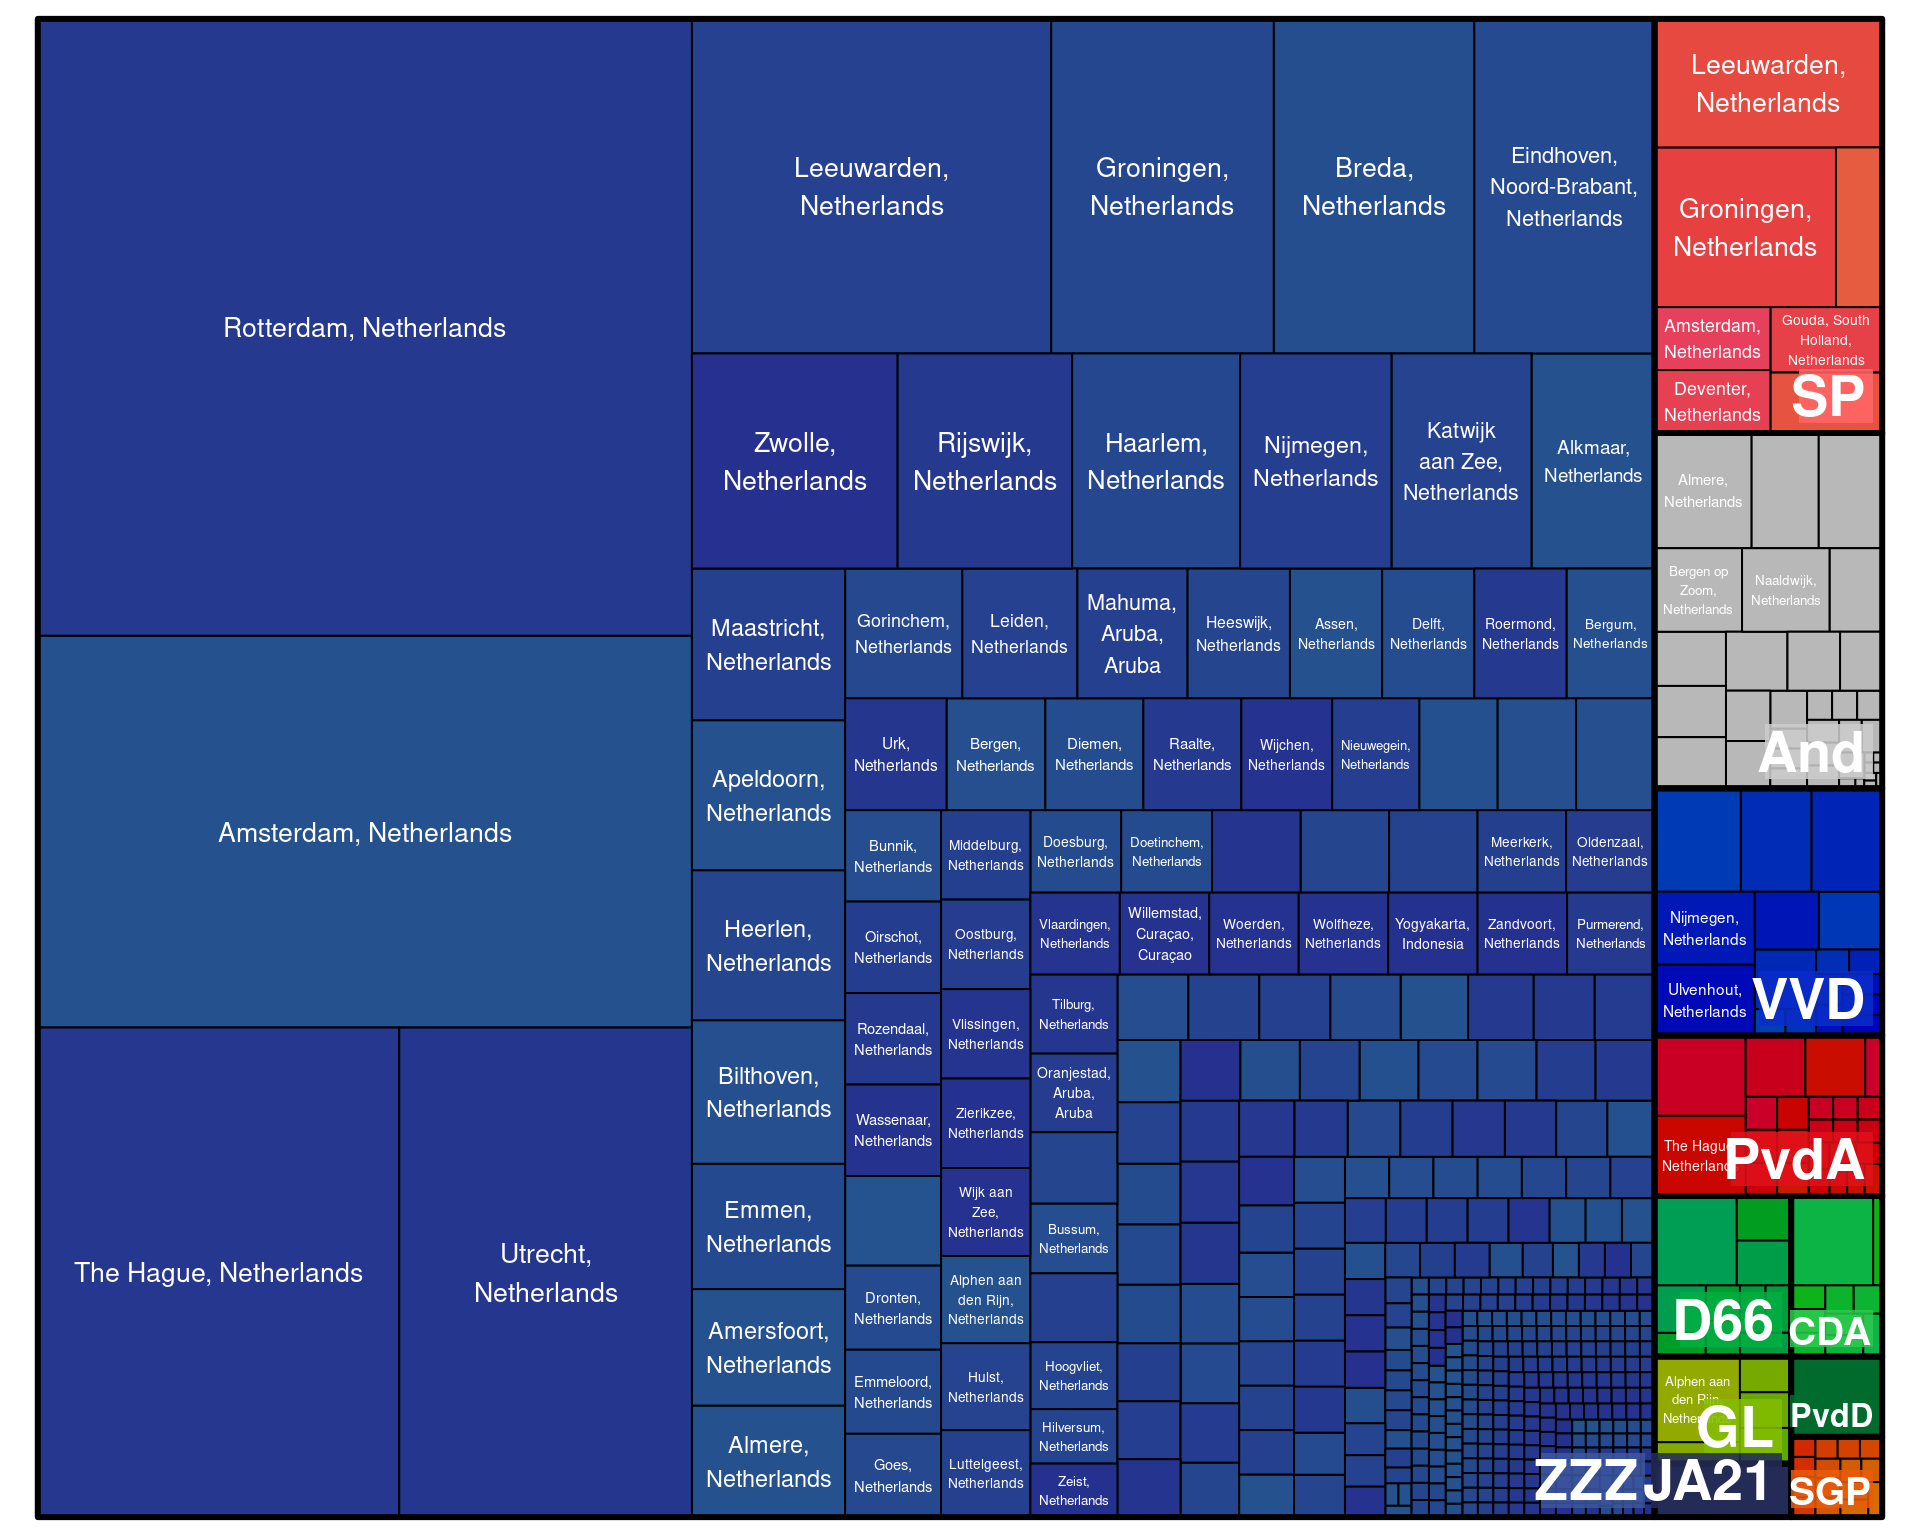 Rotterdam, Netherlands
Amsterdam, Netherlands
The Hague, Netherlands
Utrecht,
Netherlands
Leeuwarden,
Netherlands
Groningen,
Netherlands
Breda,
Netherlands
Eindhoven,
Noord-Brabant,
Netherlands
Zwolle,
Netherlands
Rijswijk,
Netherlands
Haarlem,
Netherlands
Nijmegen,
Netherlands
Katwijk
aan Zee,
Netherlands
Alkmaar,
Netherlands
Maastricht,
Netherlands
Apeldoorn,
Netherlands
Heerlen,
Netherlands
Bilthoven,
Netherlands
Emmen,
Netherlands
Amersfoort,
Netherlands
Almere,
Netherlands
Gorinchem,
Netherlands
Leiden,
Netherlands
Mahuma,
Aruba,
Aruba
Heeswijk,
Netherlands
Assen,
Netherlands
Delft,
Netherlands
Roermond,
Netherlands
Bergum,
Netherlands
Urk,
Netherlands
Bergen,
Netherlands
Diemen,
Netherlands
Raalte,
Netherlands
Wijchen,
Netherlands
Nieuwegein,
Netherlands
Bunnik,
Netherlands
Oirschot,
Netherlands
Rozendaal,
Netherlands
Wassenaar,
Netherlands
Dronten,
Netherlands
Emmeloord,
Netherlands
Goes,
Netherlands
Middelburg,
Netherlands
Oostburg,
Netherlands
Vlissingen,
Netherlands
Zierikzee,
Netherlands
Wijk aan
Zee,
Netherlands
Alphen aan
den Rijn,
Netherlands
Hulst,
Netherlands
Luttelgeest,
Netherlands
Doesburg,
Netherlands
Doetinchem,
Netherlands
Meerkerk,
Netherlands
Oldenzaal,
Netherlands
Vlaardingen,
Netherlands
Willemstad,
Curaçao,
Curaçao
Woerden,
Netherlands
Wolfheze,
Netherlands
Yogyakarta,
Indonesia
Zandvoort,
Netherlands
Purmerend,
Netherlands
Tilburg,
Netherlands
Oranjestad,
Aruba,
Aruba
Bussum,
Netherlands
Hoogvliet,
Netherlands
Hilversum,
Netherlands
Zeist,
Netherlands
ZZZ
Leeuwarden,
Netherlands
Groningen,
Netherlands
Amsterdam,
Netherlands
Gouda, South
Holland,
Netherlands
Deventer,
Netherlands
SP
Almere,
Netherlands
Bergen op
Zoom,
Netherlands
Naaldwijk,
Netherlands
And
Nijmegen,
Netherlands
Ulvenhout,
Netherlands
VVD
The Hague,
Netherlands
PvdA
D66
CDA
Alphen aan
den Rijn,
Netherlands
GL
PvdD
JA21
SGP